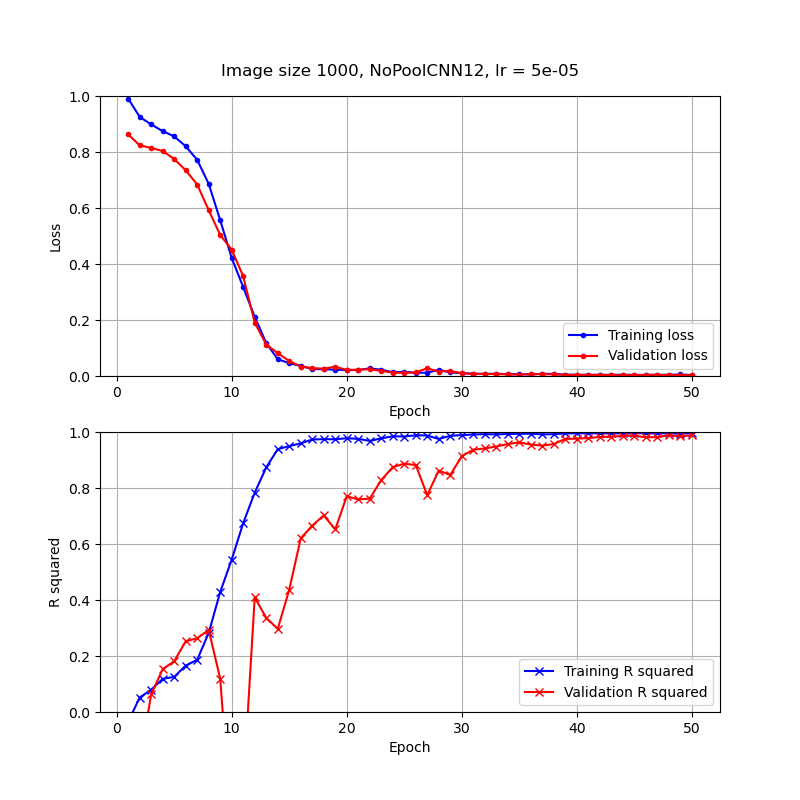 Image size 1000, NoPoolCNN12, lr = 5e-05
1.0
0.8
0.6
0.4
0.2
0.0
Loss
0
10
20
30
40
50
Epoch
Training loss
Validation loss
1.0
0.8
0.6
0.4
0.2
0.0
R squared
0
10
20
30
40
50
Epoch
Training R squared
Validation R squared